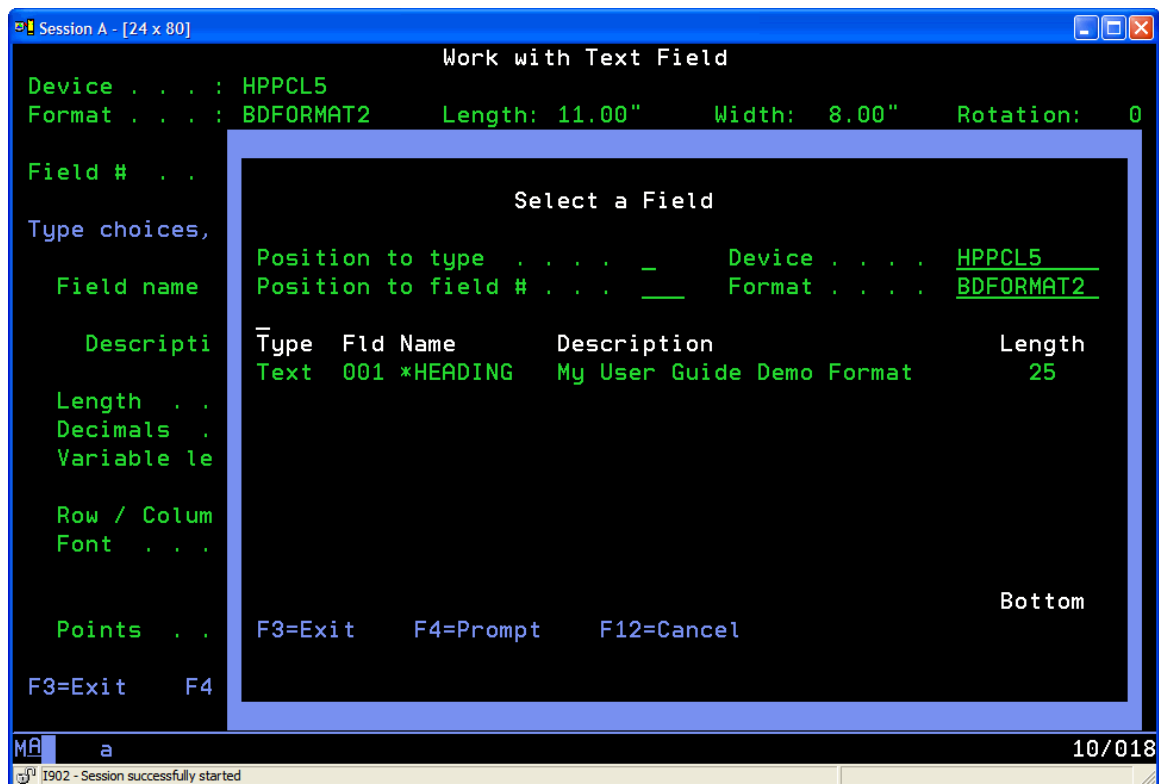 Session A - [24 x 80]
Work with Text Field
Device . . . : HPPCL5
Format . . . : BDFORMAT2 Length: 11.00" Width: 8.00" Rotation: 0
Field # . .
Select a Field
Type choices,
Position to type . . . . _ Device . . . . HPPCL5
Field name Position to field # . . . ___ Format . . . . BDFORMAT2
Descripti Type Fld Name Description Length
Text 001 *HEADING My User Guide Demo Format 25
Length . .
Decimals .
Variable le
Row / Colum
Font . . .
Bottom
Points . . F3=Exit F4=Prompt F12=Cancel
F3=Exit F4
MA a 10/018
I902 - Session successfully started